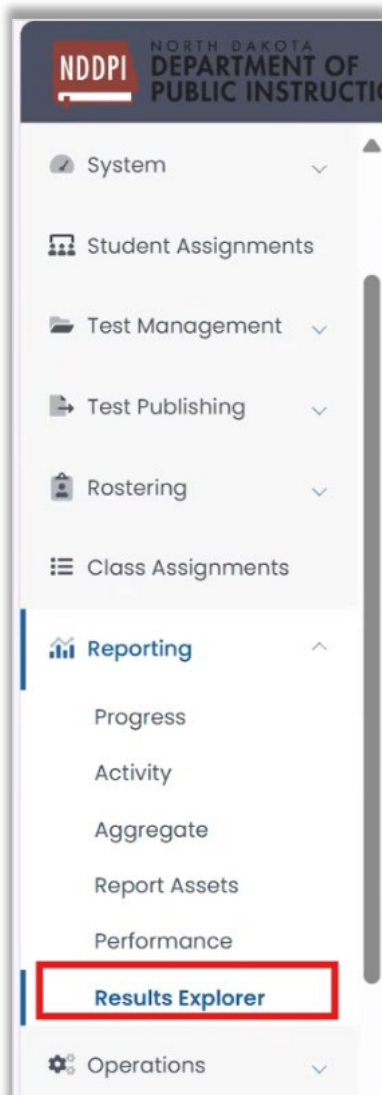 NDDPI
NORTH DAKOTA
DEPARTMENT OF
PUBLIC
System
Student Assignments
Test Management
Test Publishing
Rostering
Class Assignments
Reporting
Progress
Activity
Aggregate
Report Assets
Performance
Results Explorer
Operations